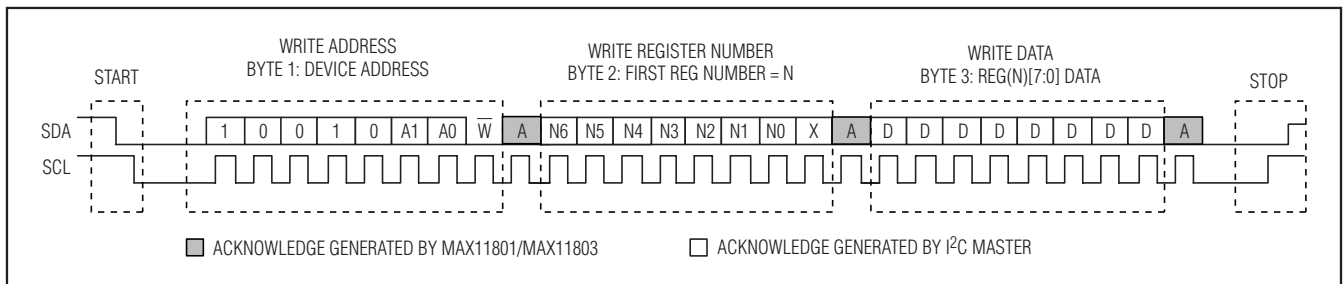 START
WRITE ADDRESS
BYTE 1: DEVICE ADDRESS
WRITE REGISTER NUMBER
BYTE 2: FIRST REG NUMBER = N
WRITE DATA
BYTE 3: REG(N)[7:0] DATA
STOP
SDA 1 0 0 1 0 A1 A0 W̅ A N6 N5 N4 N3 N2 N1 N0 X A D D D D D D D D A
SCL
ACKNOWLEDGE GENERATED BY MAX11801/MAX11803
ACKNOWLEDGE GENERATED BY I²C MASTER